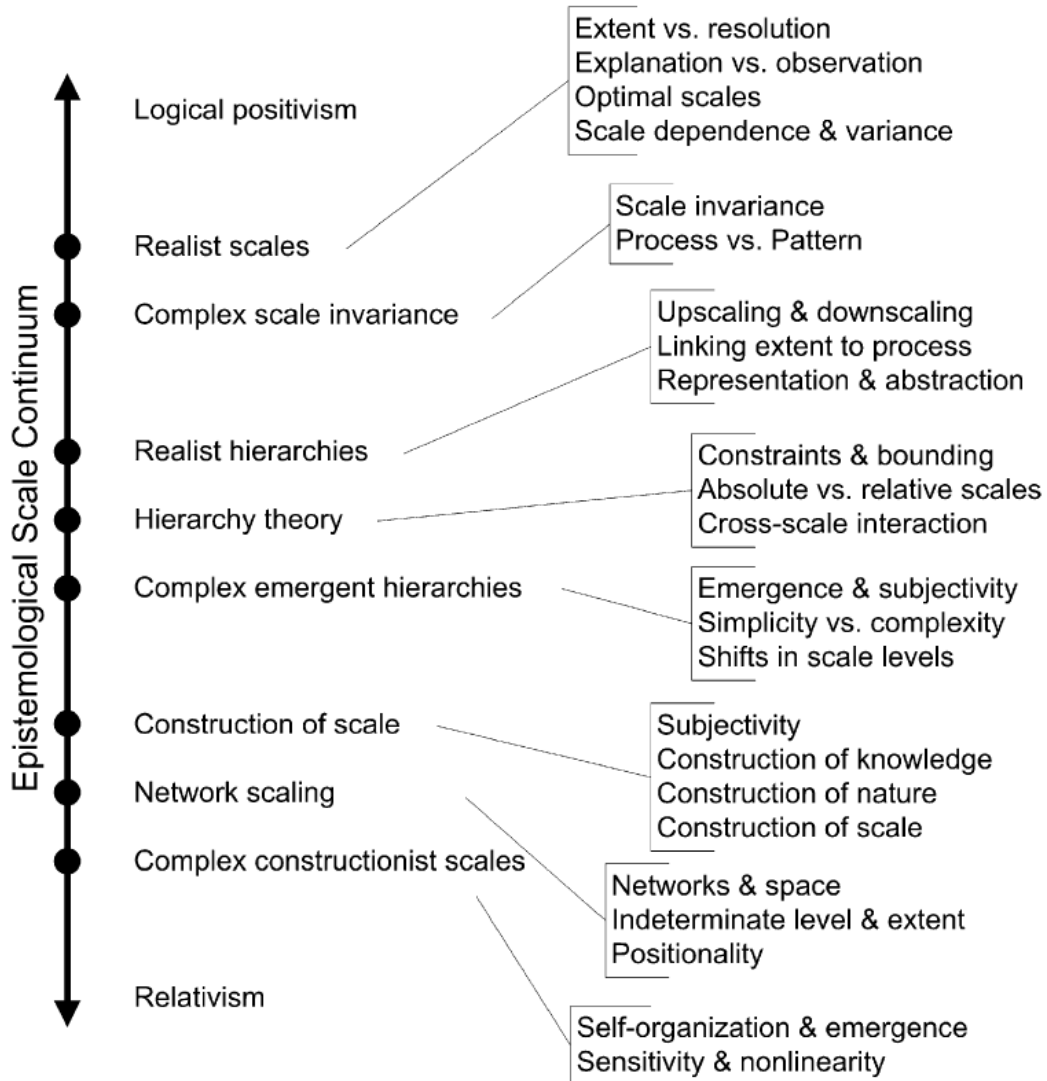 Epistemological Scale Continuum
Logical positivism
Realist scales
Extent vs. resolution
Explanation vs. observation
Optimal scales
Scale dependence & variance
Complex scale invariance
Scale invariance
Process vs. Pattern
Realist hierarchies
Upscaling & downscaling
Linking extent to process
Representation & abstraction
Hierarchy theory
Constraints & bounding
Absolute vs. relative scales
Cross-scale interaction
Complex emergent hierarchies
Emergence & subjectivity
Simplicity vs. complexity
Shifts in scale levels
Construction of scale
Subjectivity
Construction of knowledge
Construction of nature
Construction of scale
Network scaling
Networks & space
Indeterminate level & extent
Positionality
Complex constructionist scales
Self-organization & emergence
Sensitivity & nonlinearity
Relativism